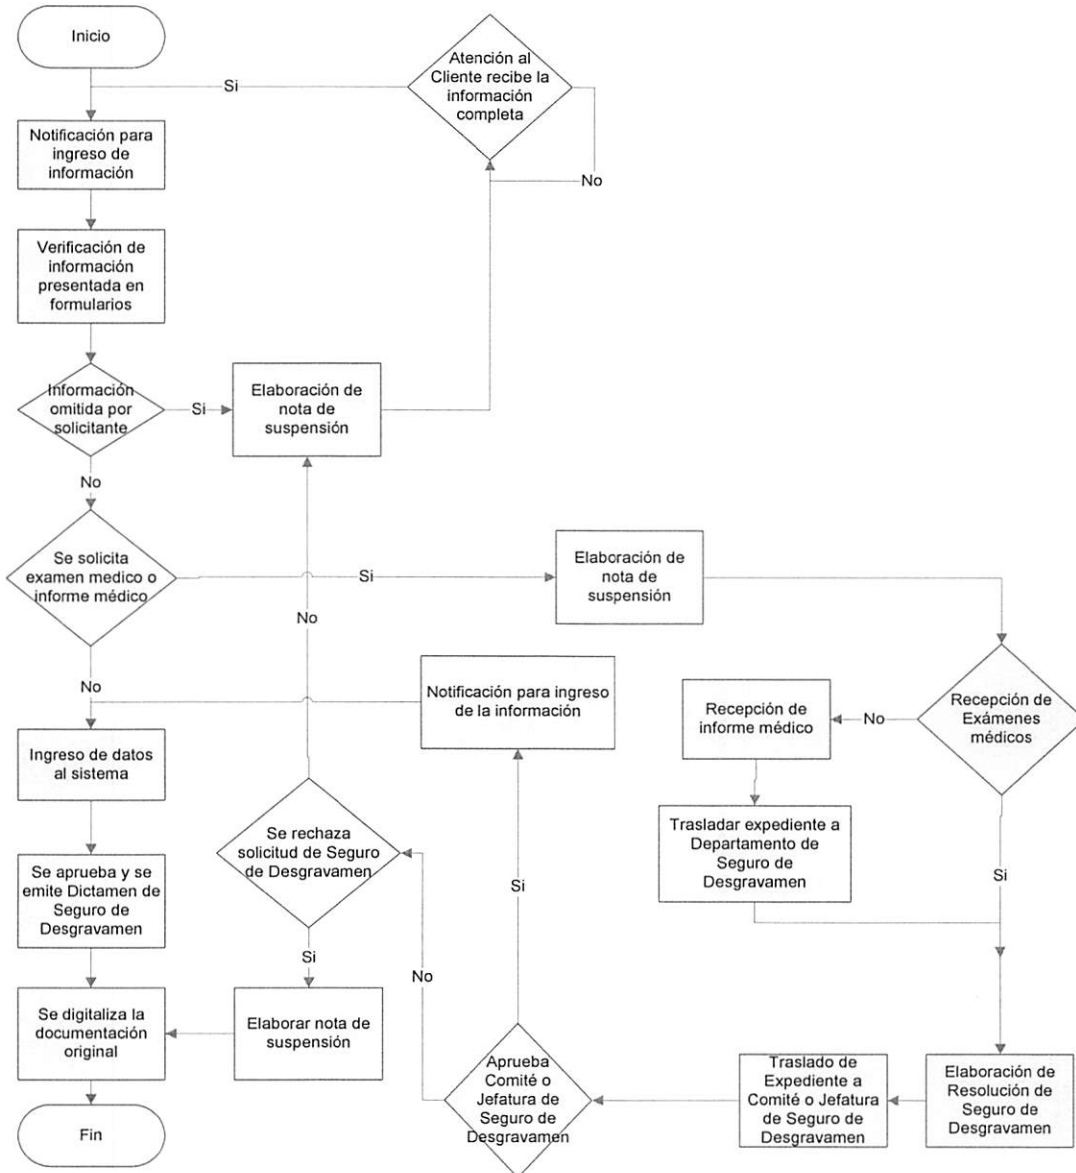 Inicio
Atención al
Cliente recibe la
información
completa
Si
No
Notificación para
ingreso de
información
Verificación de
información
presentada en
formularios
Información
omitida por
solicitante
Si
Elaboración de
nota de
suspensión
No
Se solicita
examen medico o
informe médico
Si
Elaboración de
nota de
suspensión
No
No
Notificación para ingreso
de la información
Recepción de
informe médico
No
Recepción de
Exámenes
médicos
Ingreso de datos
al sistema
Se rechaza
solicitud de Seguro
de Desgravamen
Trasladar expediente a
Departamento de
Seguro de
Desgravamen
Si
Si
Se aprueba y se
emite Dictamen de
Seguro de
Desgravamen
Si
No
Se digitaliza la
documentación
original
Elaborar nota de
suspensión
Aprueba
Comité o
Jefatura de
Seguro de
Desgravamen
Traslado de
Expediente a
Comité o Jefatura
de Seguro de
Desgravamen
Elaboración de
Resolución de
Seguro de
Desgravamen
Fin